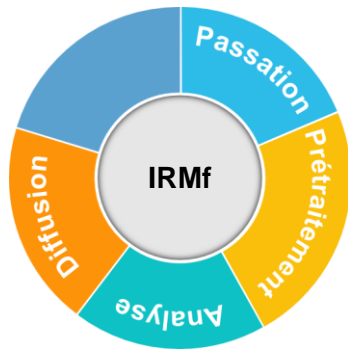 Passation
Prétraitement
Analyse
Diffusion
IRMf